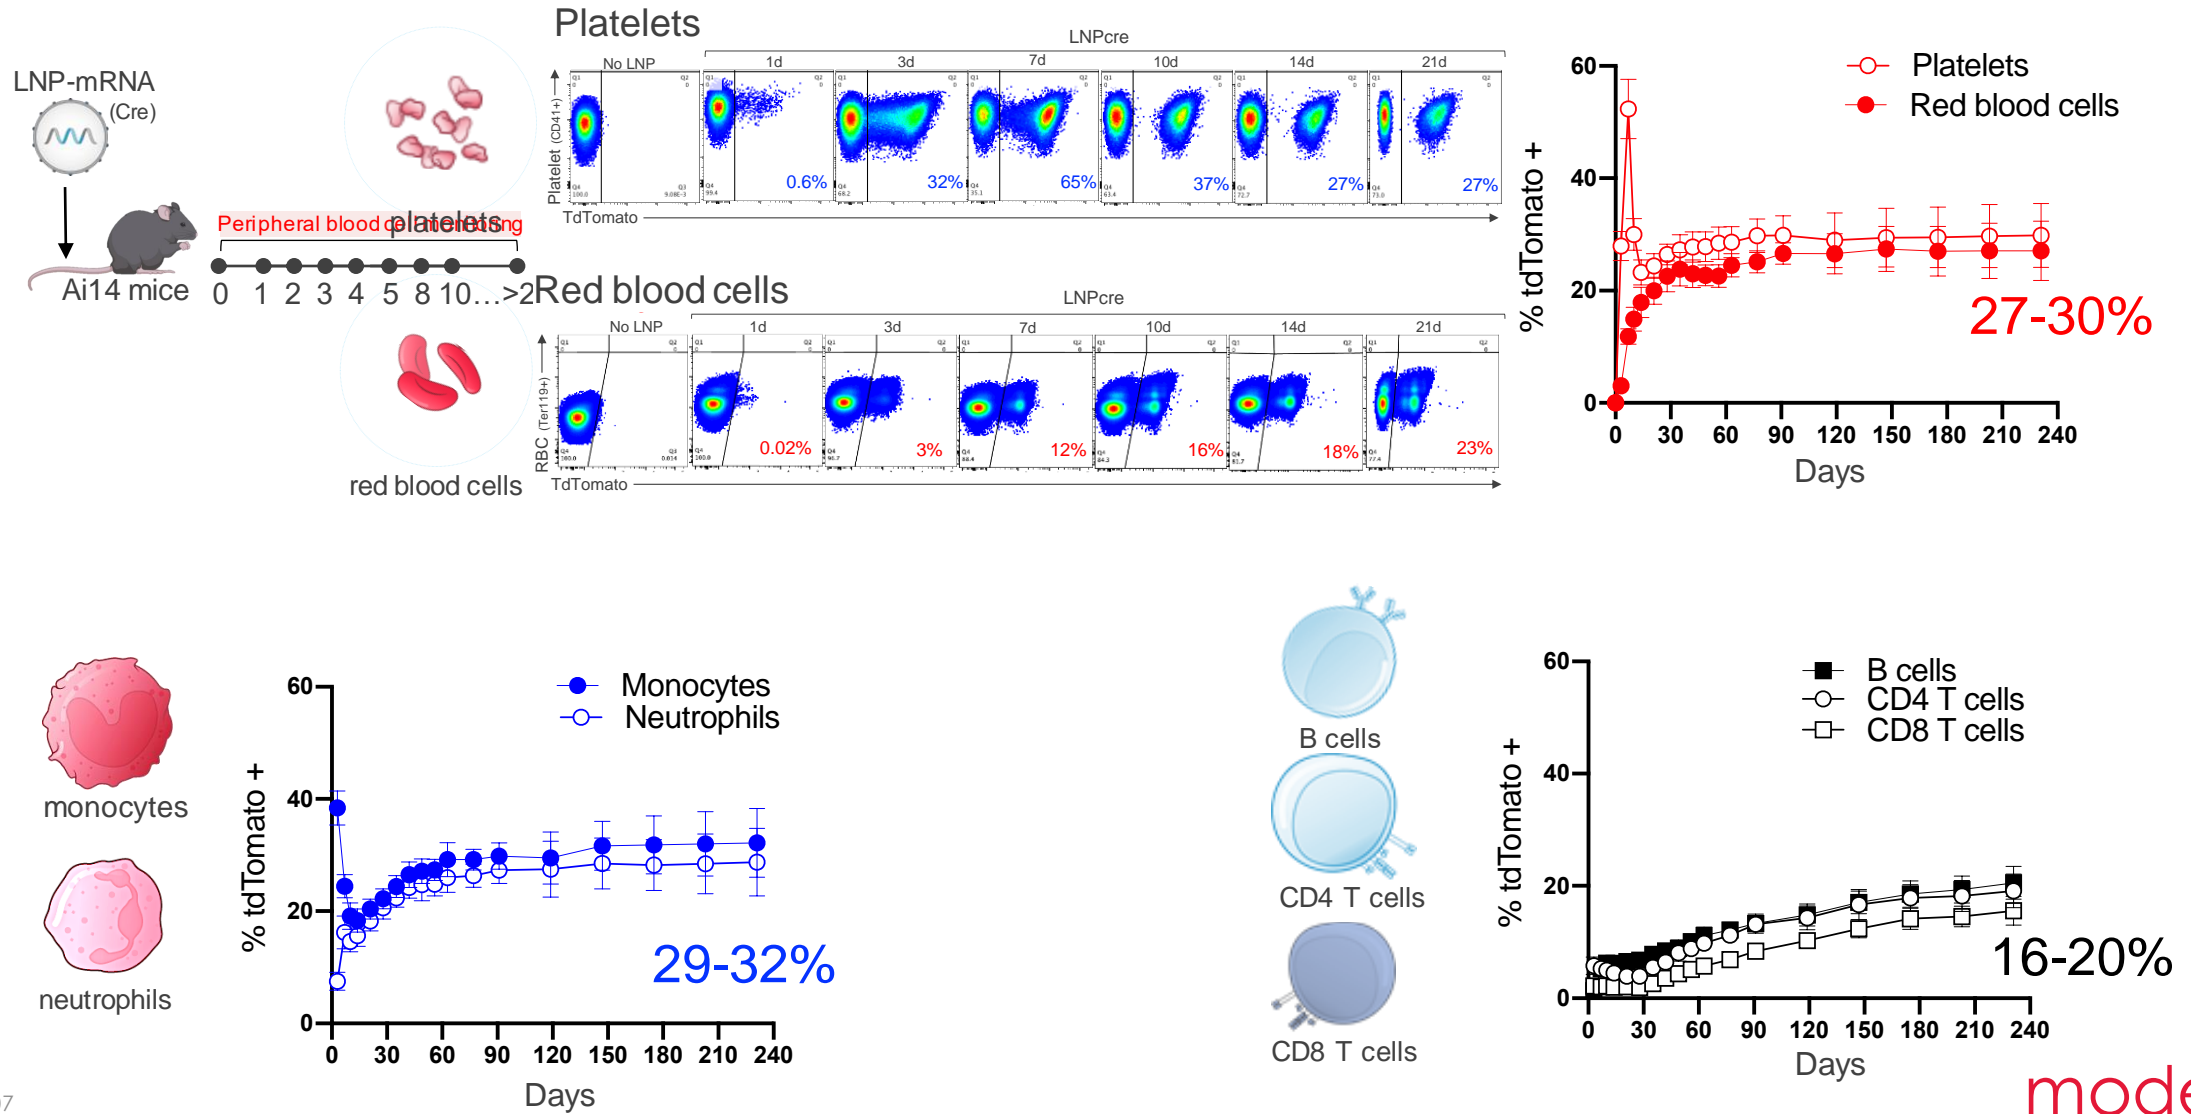 Platelets
LNP-mRNA
(Cre)
Ai14 mice
Peripheral blood
platelets
0 1 2 3 4 5 8 10…>2
red blood cells
No LNP
LNPcre
1d 3d 7d 10d 14d 21d
Platelet (CD41+)
0.6% 32% 65% 37% 27% 27%
TdTomato
Red blood cells
No LNP
LNPcre
1d 3d 7d 10d 14d 21d
RBC (Ter119+)
0.02% 3% 12% 16% 18% 23%
TdTomato
Platelets
Red blood cells
% tdTomato +
60
40
20
0
0 30 60 90 120 150 180 210 240
Days
27-30%
monocytes
neutrophils
Monocytes
Neutrophils
% tdTomato +
60
40
20
0
0 30 60 90 120 150 180 210 240
Days
29-32%
B cells
CD4 T cells
CD8 T cells
B cells
CD4 T cells
CD8 T cells
% tdTomato +
60
40
20
0
0 30 60 90 120 150 180 210 240
Days
16-20%
mode